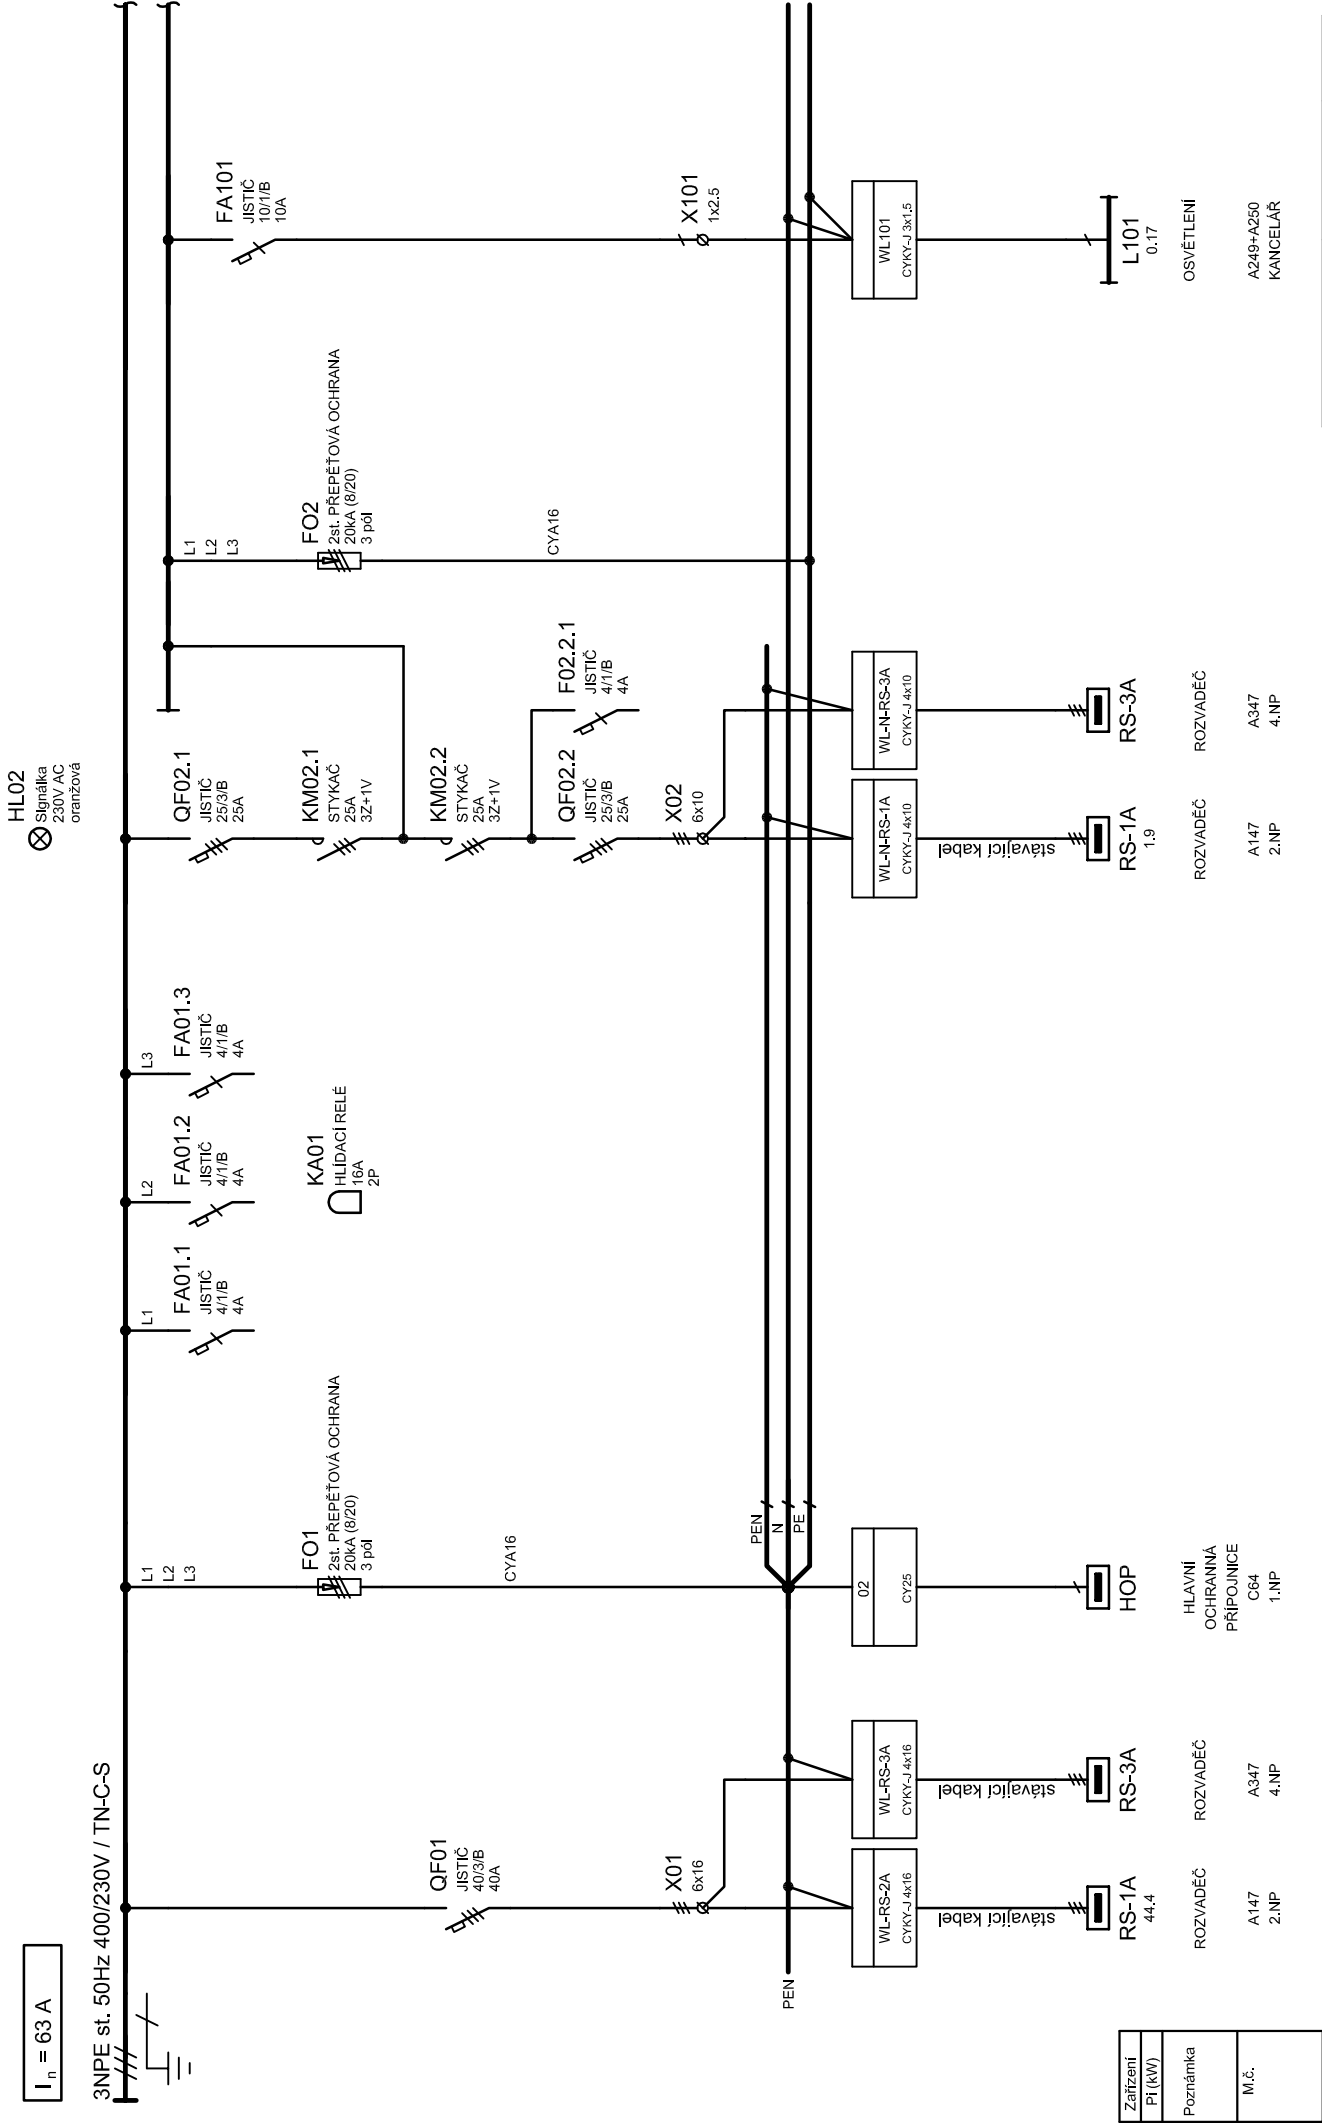 I n = 63 A
3NPE st. 50Hz 400/230V / TN-C-S
QF01
JISTIČ
40/3/B
40A
X01
6x16
PEN
WL-RS-2A
CYKY-J 4x16
stávající kabel
RS-1A
44.4
ROZVADĚČ
A147
2.NP
WL-RS-3A
CYKY-J 4x16
stávající kabel
RS-3A
ROZVADĚČ
A347
4.NP
L1
L2
L3
FO1
2st. PŘEPĚŤOVÁ OCHRANA
20kA (8/20)
3 pól
CYA16
PEN
N
PE
02
CY25
HOP
HLAVNÍ
OCHRANNÁ
PŘÍPOJNICE
C64
1.NP
L1
FA01.1
JISTIČ
4/1/B
4A
L2
FA01.2
JISTIČ
4/1/B
4A
L3
FA01.3
JISTIČ
4/1/B
4A
KA01
HLÍDACÍ RELÉ
16A
2P
HL02
Signálka
230V AC
oranžová
QF02.1
JISTIČ
25/3/B
25A
KM02.1
STYKAČ
25A
3Z+1V
KM02.2
STYKAČ
25A
3Z+1V
QF02.2
JISTIČ
25/3/B
25A
F02.2.1
JISTIČ
4/1/B
4A
X02
6x10
WL-N-RS-1A
CYKY-J 4x10
stávající kabel
RS-1A
1.9
ROZVADĚČ
A147
2.NP
WL-N-RS-3A
CYKY-J 4x10
RS-3A
ROZVADĚČ
A347
4.NP
L1
L2
L3
FO2
2st. PŘEPĚŤOVÁ OCHRANA
20kA (8/20)
3 pól
CYA16
FA101
JISTIČ
10/1/B
10A
X101
1x2.5
WL101
CYKY-J 3x1.5
L101
0.17
OSVĚTLENÍ
A249+A250
KANCELÁŘ
Zařízení
Pi (kW)
Poznámka
M.č.